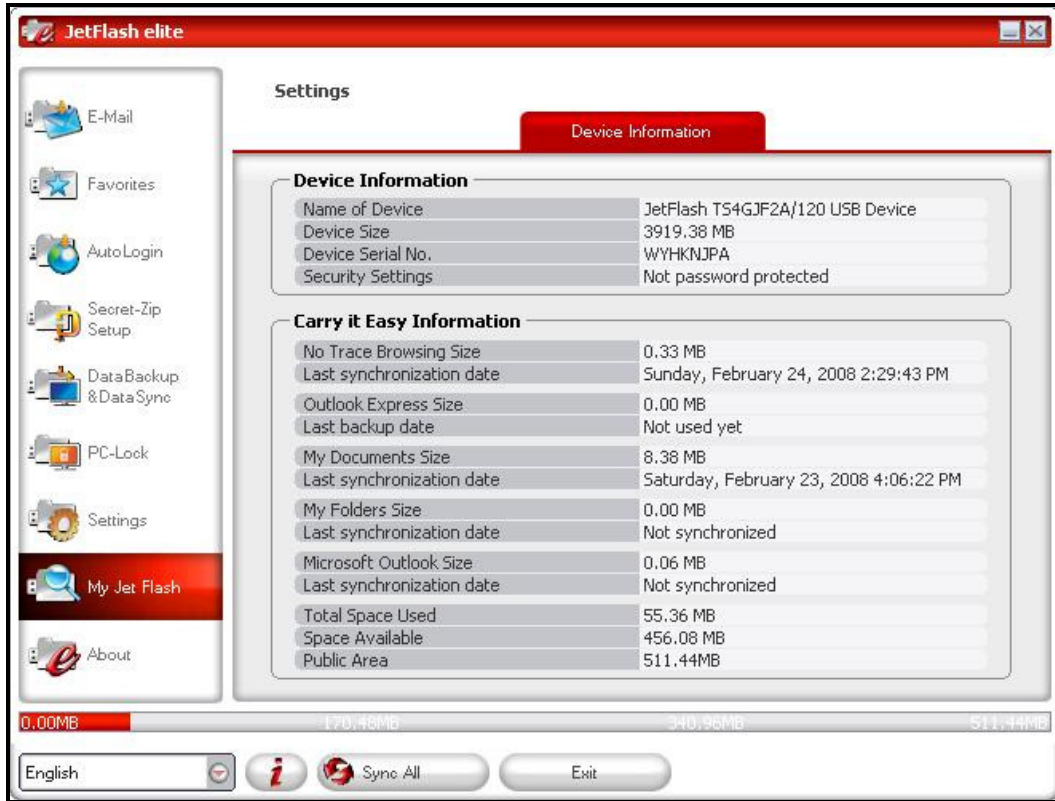 JetFlash elite
E-Mail
Favorites
AutoLogin
Secret-Zip
Setup
DataBackup
&DataSync
PC-Lock
Settings
My Jet Flash
About
Settings
Device Information
Device Information
Name of Device JetFlash TS4GJF2A/120 USB Device
Device Size 3919.38 MB
Device Serial No. WYHKNJPA
Security Settings Not password protected
Carry it Easy Information
No Trace Browsing Size 0.33 MB
Last synchronization date Sunday, February 24, 2008 2:29:43 PM
Outlook Express Size 0.00 MB
Last backup date Not used yet
My Documents Size 8.38 MB
Last synchronization date Saturday, February 23, 2008 4:06:22 PM
My Folders Size 0.00 MB
Last synchronization date Not synchronized
Microsoft Outlook Size 0.06 MB
Last synchronization date Not synchronized
Total Space Used 55.36 MB
Space Available 456.08 MB
Public Area 511.44MB
0.00MB 170.48MB 340.96MB 511.44MB
English i Sync All Exit